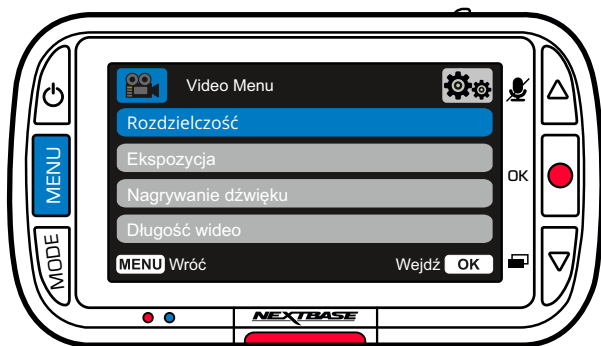 Video Menu
Rozdzielczość
Ekspozycja
Nagrywanie dźwięku
Długość wideo
MENU Wróć Wejdź OK
MENU
MODE
OK
NEXTBASE